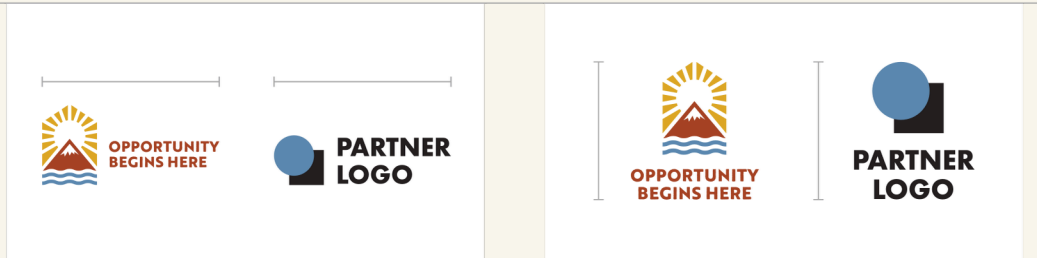 OPPORTUNITY
BEGINS HERE
PARTNER
LOGO
OPPORTUNITY
BEGINS HERE
PARTNER
LOGO